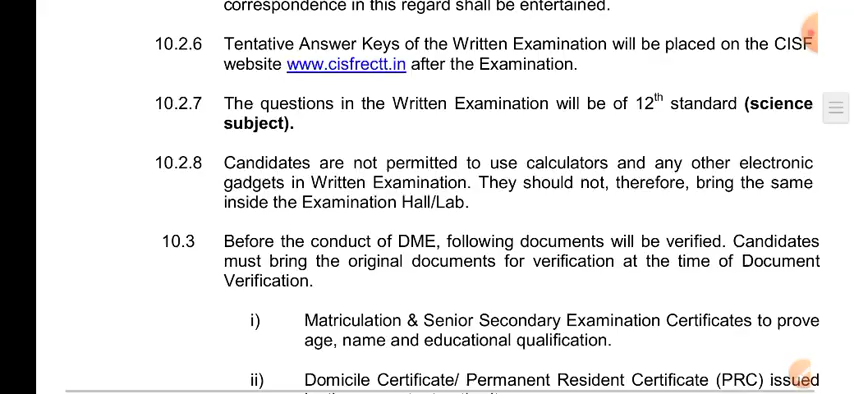 correspondence in this regard shall be entertained.
10.2.6 Tentative Answer Keys of the Written Examination will be placed on the CISF
website www.cisfrectt.in after the Examination.
10.2.7 The questions in the Written Examination will be of 12th standard (science
subject).
10.2.8 Candidates are not permitted to use calculators and any other electronic
gadgets in Written Examination. They should not, therefore, bring the same
inside the Examination Hall/Lab.
10.3 Before the conduct of DME, following documents will be verified. Candidates
must bring the original documents for verification at the time of Document
Verification.
i) Matriculation & Senior Secondary Examination Certificates to prove
age, name and educational qualification.
ii) Domicile Certificate/ Permanent Resident Certificate (PRC) issued